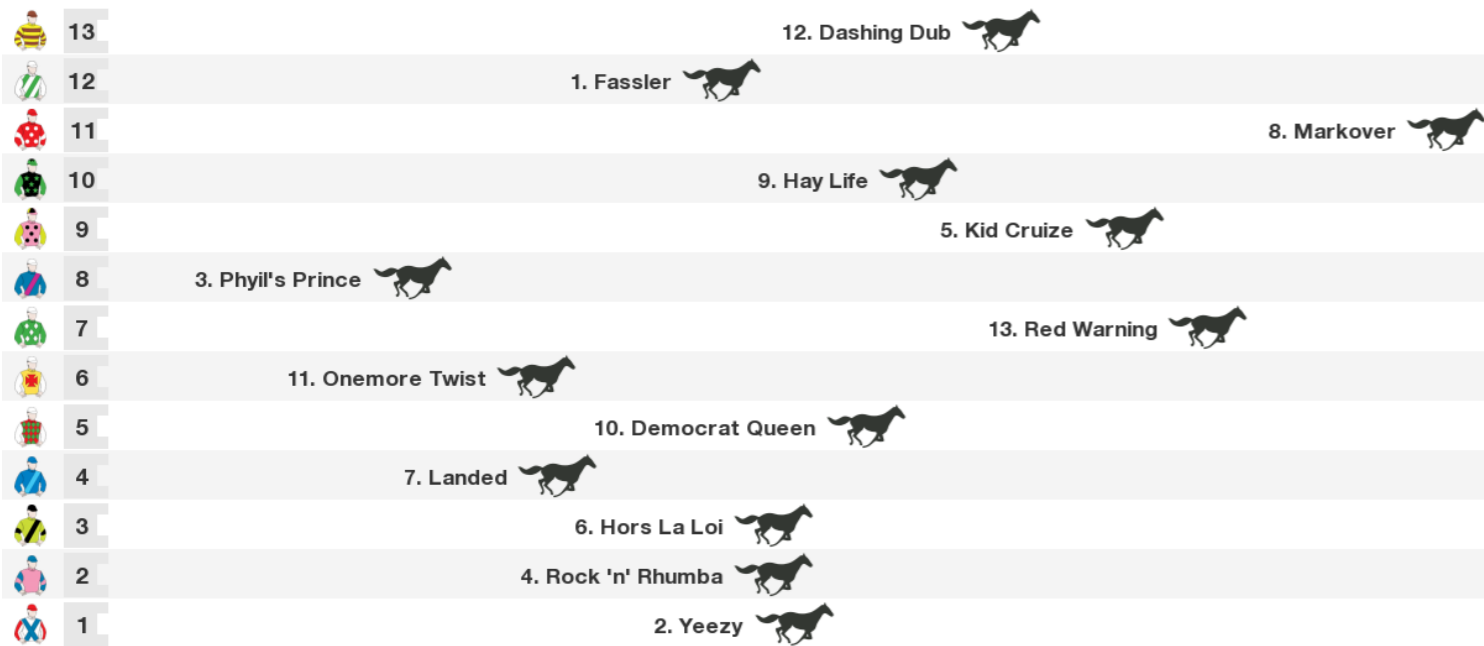 13 12. Dashing Dub
12 1. Fassler
11 8. Markover
10 9. Hay Life
9 5. Kid Cruize
8 3. Phyil's Prince
7 13. Red Warning
6 11. Onemore Twist
5 10. Democrat Queen
4 7. Landed
3 6. Hors La Loi
2 4. Rock 'n' Rhumba
1 2. Yeezy